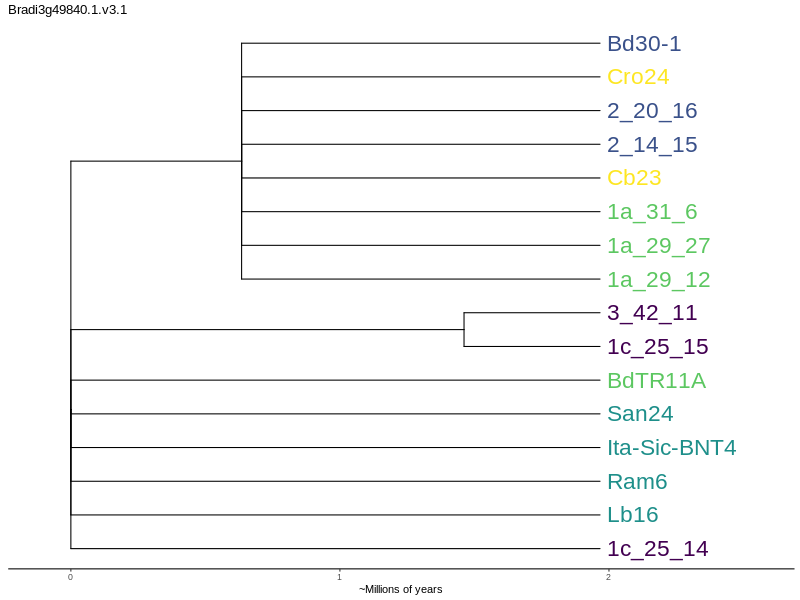 Bradi3g49840.1.v3.1
Bd30-1
Cro24
2_20_16
2_14_15
Cb23
1a_31_6
1a_29_27
1a_29_12
3_42_11
1c_25_15
BdTR11A
San24
Ita-Sic-BNT4
Ram6
Lb16
1c_25_14
0 1 2
~Millions of years